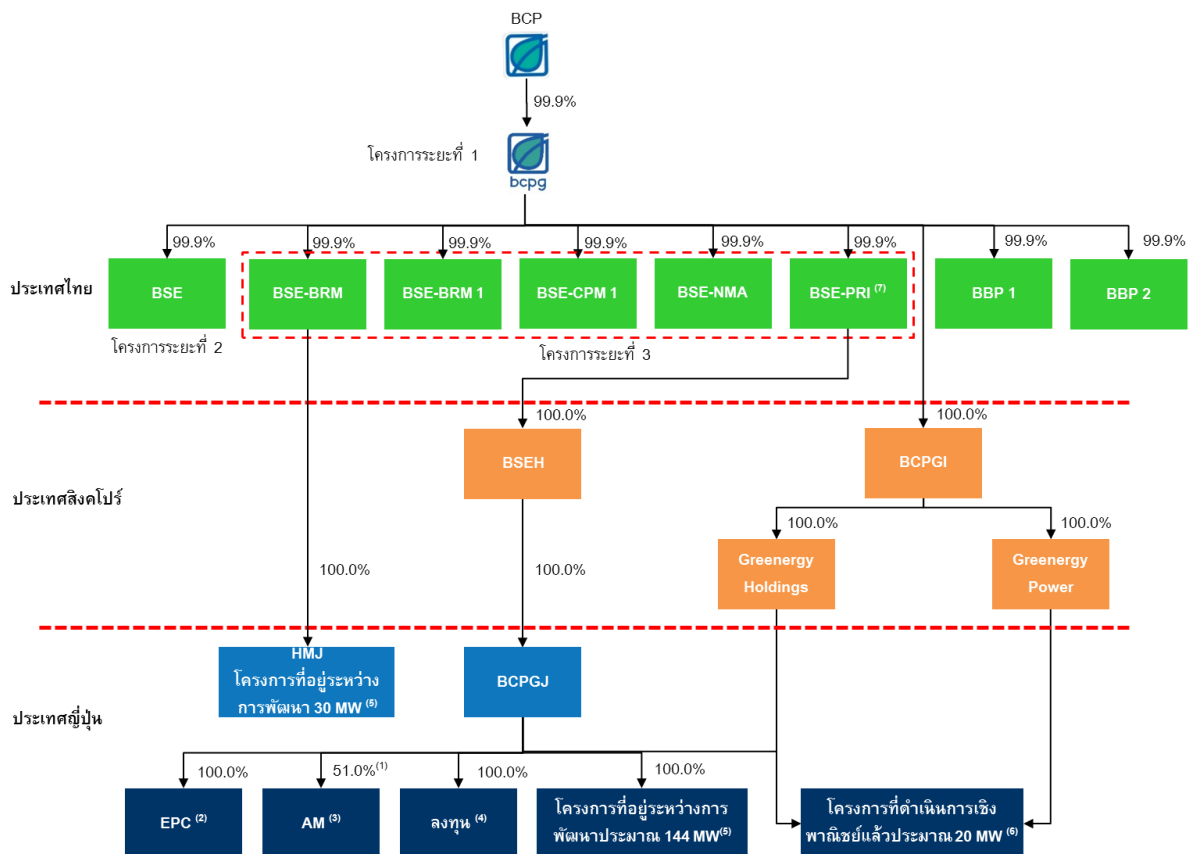 BCP
99.9%
โครงการระยะที่ 1
bcpg
99.9% 99.9% 99.9% 99.9% 99.9% 99.9% 99.9% 99.9%
ประเทศไทย
BSE
BSE-BRM
BSE-BRM 1
BSE-CPM 1
BSE-NMA
BSE-PRI (7)
BBP 1
BBP 2
โครงการระยะที่ 2
โครงการระยะที่ 3
100.0% 100.0%
BSEH
BCPGI
ประเทศสิงคโปร์
100.0% 100.0%
100.0% 100.0%
Greenergy
Holdings
Greenergy
Power
HMJ
โครงการที่อยู่ระหว่าง
การพัฒนา 30 MW (5)
BCPGJ
ประเทศญี่ปุ่น
100.0% 51.0%(1) 100.0% 100.0%
EPC (2)
AM (3)
ลงทุน (4)
โครงการที่อยู่ระหว่างการ
พัฒนาประมาณ 144 MW(5)
โครงการที่ดำเนินการเชิง
พาณิชย์แล้วประมาณ 20 MW (6)